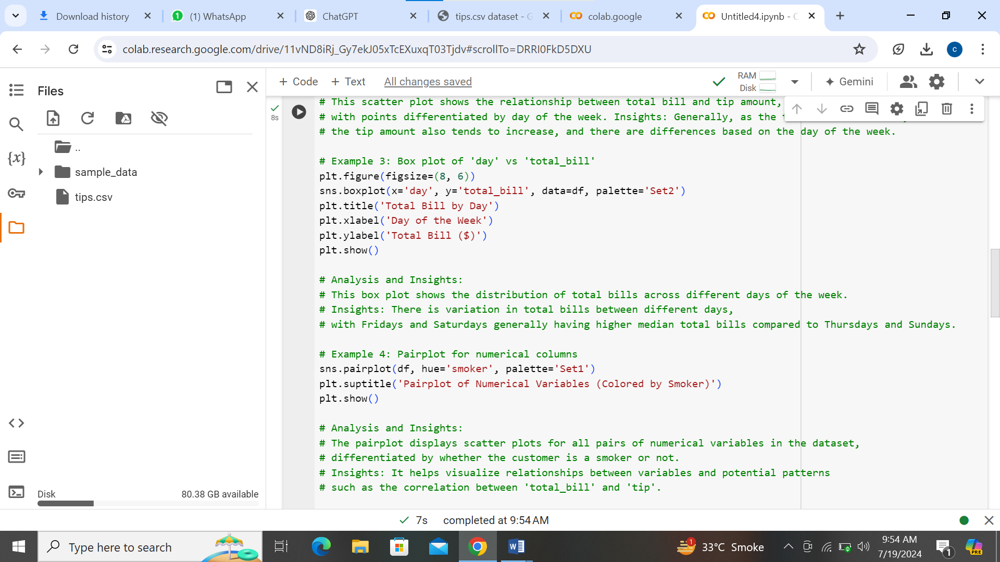 Download history
(1) WhatsApp
ChatGPT
tips.csv dataset - G
colab.google
Untitled4.ipynb - C
colab.research.google.com/drive/11vND8iRj_Gy7ekJ05xTcEXuxqT03Tjdv#scrollTo=DRRI0FkD5DXU
C
Files
+ Code + Text All changes saved
RAM
Disk
Gemini
..
sample_data
tips.csv
{x}
8s
# This scatter plot shows the relationship between total bill and tip amount,
# with points differentiated by day of the week. Insights: Generally, as the
# the tip amount also tends to increase, and there are differences based on the day of the week.
# Example 3: Box plot of 'day' vs 'total_bill'
plt.figure(figsize=(8, 6))
sns.boxplot(x='day', y='total_bill', data=df, palette='Set2')
plt.title('Total Bill by Day')
plt.xlabel('Day of the Week')
plt.ylabel('Total Bill ($)')
plt.show()
# Analysis and Insights:
# This box plot shows the distribution of total bills across different days of the week.
# Insights: There is variation in total bills between different days,
# with Fridays and Saturdays generally having higher median total bills compared to Thursdays and Sundays.
# Example 4: Pairplot for numerical columns
sns.pairplot(df, hue='smoker', palette='Set1')
plt.suptitle('Pairplot of Numerical Variables (Colored by Smoker)')
plt.show()
# Analysis and Insights:
# The pairplot displays scatter plots for all pairs of numerical variables in the dataset,
# differentiated by whether the customer is a smoker or not.
# Insights: It helps visualize relationships between variables and potential patterns
# such as the correlation between 'total_bill' and 'tip'.
Disk 80.38 GB available
7s completed at 9:54 AM
Type here to search
1
33°C Smoke
9:54 AM
7/19/2024
1
PRE